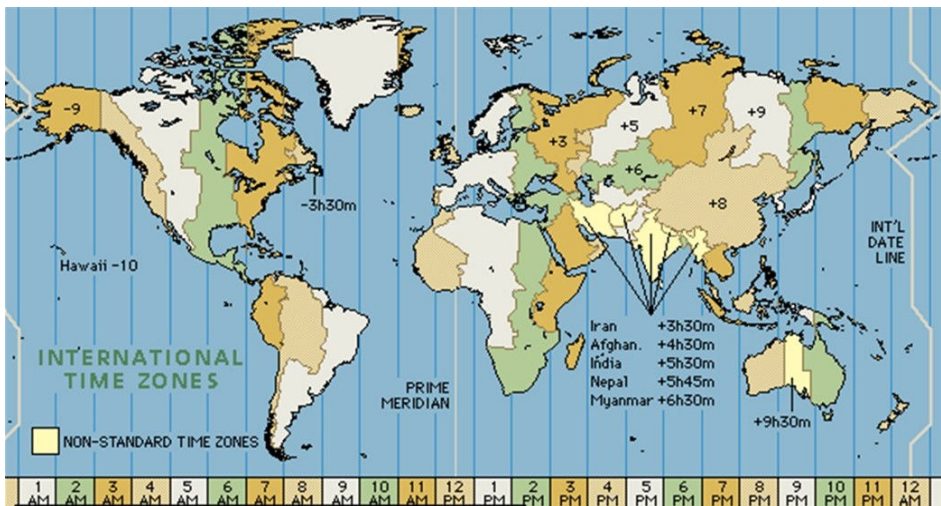 -9
+3
+5
+7
+9
+6
+8
-3h30m
Hawaii -10
INT'L
DATE
LINE
Iran +3h30m
Afghan. +4h30m
India +5h30m
Nepal +5h45m
Myanmar +6h30m
INTERNATIONAL
TIME ZONES
PRIME
MERIDIAN
+9h30m
NON-STANDARD TIME ZONES
1 2 3 4 5 6 7 8 9 10 11 12 1 2 3 4 5 6 7 8 9 10 11 12
AM AM AM AM AM AM AM AM AM AM AM PM PM PM PM PM PM PM PM PM PM PM PM AM